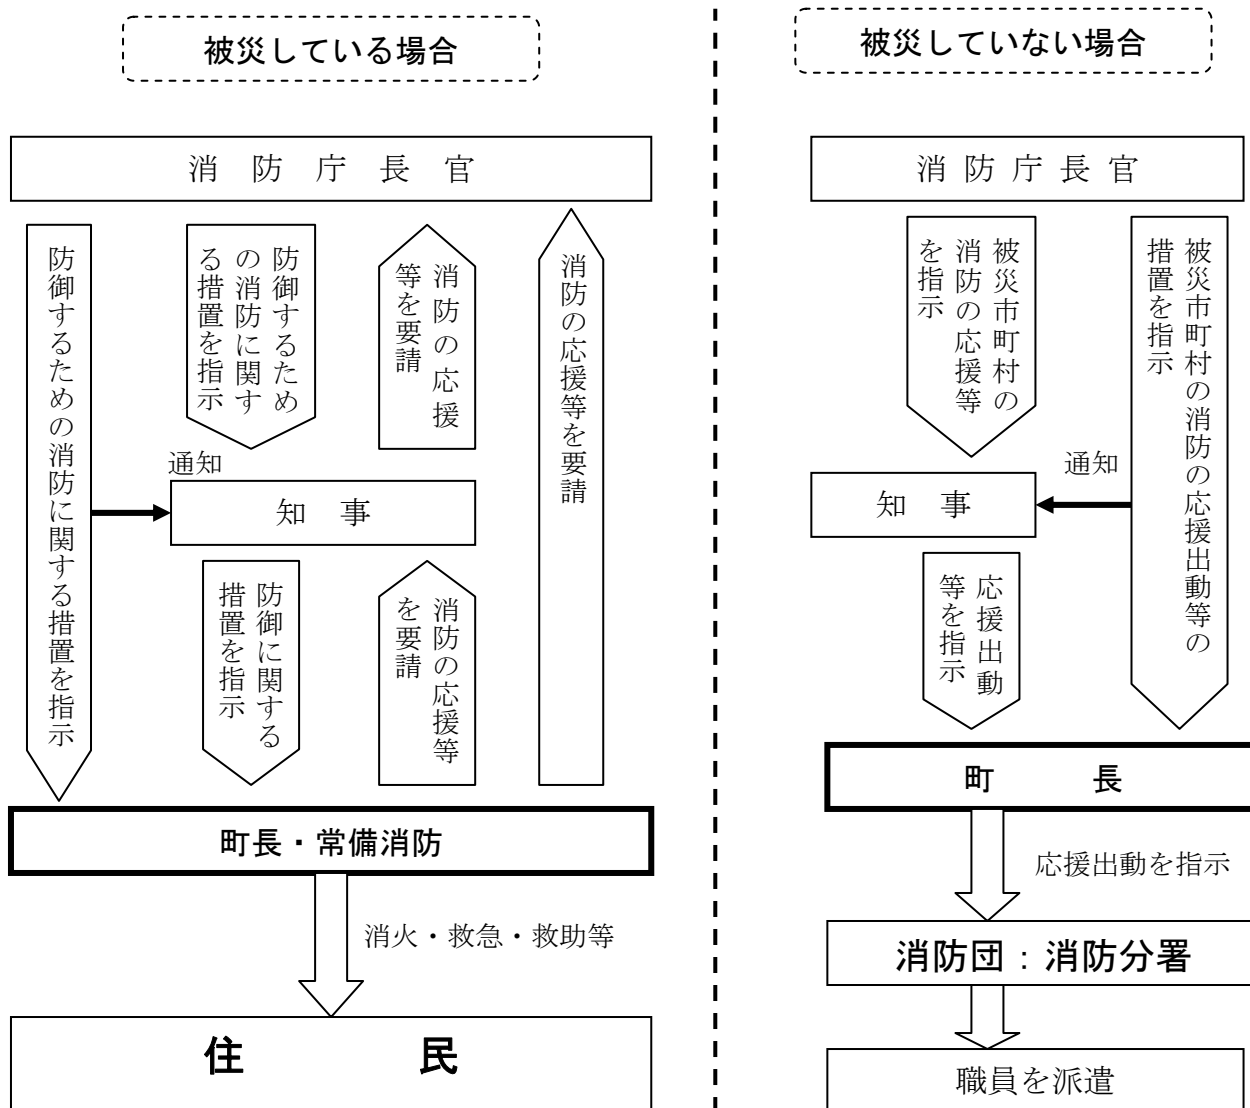 被災している場合
消防庁長官
防御するための消防に関する措置を指示
防御するため
の消防に関す
る措置を指示
消防の応援
等を要請
消防の応援等を要請
通知
知事
防御に関する
措置を指示
消防の応援等
を要請
町長・常備消防
消火・救急・救助等
住民
被災していない場合
消防庁長官
被災市町村の
消防の応援等
を指示
被災市町村の消防の応援出動等の
措置を指示
通知
知事
応援出動
等を指示
町長
応援出動を指示
消防団：消防分署
職員を派遣